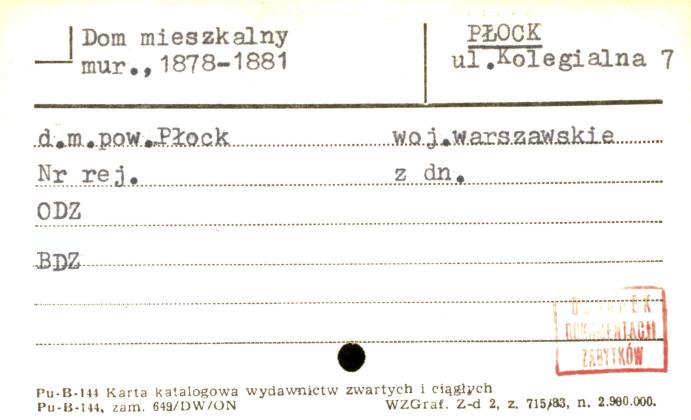 Dom mieszkalny
mur., 1878-1881
PŁOCK
ul.Kolegialna 7
d.m.pow.Płock woj.warszawskie
Nr rej. z dn.
ODZ
BDZ
DOKUMENTACJI
ZABYTKÓW
Pu-B-144 Karta katalogowa wydawnictw zwartych i ciągłych
Pu-B-144, zam. 649/DW/ON WZGraf. Z-d 2, z. 715/83, n. 2.900.000.